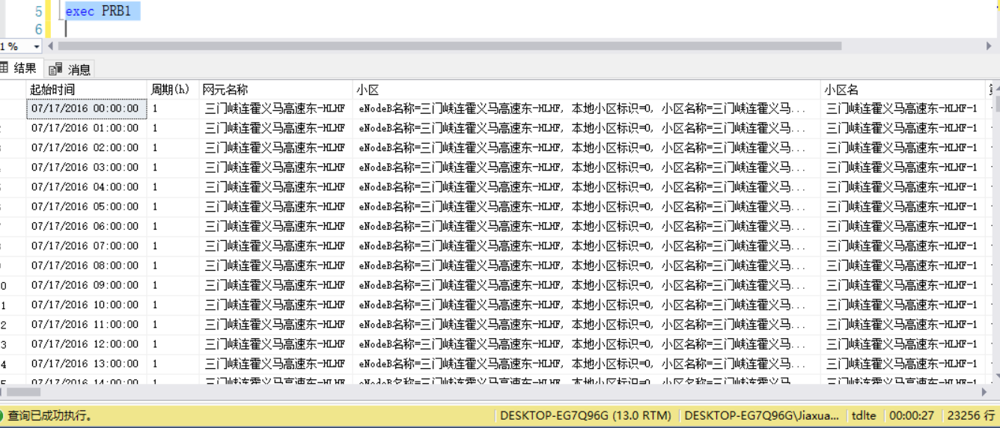 5 exec PRB1
6
1 %
结果 消息
起始时间 周期(h) 网元名称 小区 小区名
07/17/2016 00:00:00 1 三门峡连霍义马高速东-HLHF eNodeB名称=三门峡连霍义马高速东-HLHF, 本地小区标识=0, 小区名称=三门峡连霍义马... 三门峡连霍义马高速东-HLHF-1
2 07/17/2016 01:00:00 1 三门峡连霍义马高速东-HLHF eNodeB名称=三门峡连霍义马高速东-HLHF, 本地小区标识=0, 小区名称=三门峡连霍义马... 三门峡连霍义马高速东-HLHF-1
07/17/2016 02:00:00 1 三门峡连霍义马高速东-HLHF eNodeB名称=三门峡连霍义马高速东-HLHF, 本地小区标识=0, 小区名称=三门峡连霍义马... 三门峡连霍义马高速东-HLHF-1
07/17/2016 03:00:00 1 三门峡连霍义马高速东-HLHF eNodeB名称=三门峡连霍义马高速东-HLHF, 本地小区标识=0, 小区名称=三门峡连霍义马... 三门峡连霍义马高速东-HLHF-1
07/17/2016 04:00:00 1 三门峡连霍义马高速东-HLHF eNodeB名称=三门峡连霍义马高速东-HLHF, 本地小区标识=0, 小区名称=三门峡连霍义马... 三门峡连霍义马高速东-HLHF-1
07/17/2016 05:00:00 1 三门峡连霍义马高速东-HLHF eNodeB名称=三门峡连霍义马高速东-HLHF, 本地小区标识=0, 小区名称=三门峡连霍义马... 三门峡连霍义马高速东-HLHF-1
07/17/2016 06:00:00 1 三门峡连霍义马高速东-HLHF eNodeB名称=三门峡连霍义马高速东-HLHF, 本地小区标识=0, 小区名称=三门峡连霍义马... 三门峡连霍义马高速东-HLHF-1
07/17/2016 07:00:00 1 三门峡连霍义马高速东-HLHF eNodeB名称=三门峡连霍义马高速东-HLHF, 本地小区标识=0, 小区名称=三门峡连霍义马... 三门峡连霍义马高速东-HLHF-1
07/17/2016 08:00:00 1 三门峡连霍义马高速东-HLHF eNodeB名称=三门峡连霍义马高速东-HLHF, 本地小区标识=0, 小区名称=三门峡连霍义马... 三门峡连霍义马高速东-HLHF-1
0 07/17/2016 09:00:00 1 三门峡连霍义马高速东-HLHF eNodeB名称=三门峡连霍义马高速东-HLHF, 本地小区标识=0, 小区名称=三门峡连霍义马... 三门峡连霍义马高速东-HLHF-1
1 07/17/2016 10:00:00 1 三门峡连霍义马高速东-HLHF eNodeB名称=三门峡连霍义马高速东-HLHF, 本地小区标识=0, 小区名称=三门峡连霍义马... 三门峡连霍义马高速东-HLHF-1
2 07/17/2016 11:00:00 1 三门峡连霍义马高速东-HLHF eNodeB名称=三门峡连霍义马高速东-HLHF, 本地小区标识=0, 小区名称=三门峡连霍义马... 三门峡连霍义马高速东-HLHF-1
3 07/17/2016 12:00:00 1 三门峡连霍义马高速东-HLHF eNodeB名称=三门峡连霍义马高速东-HLHF, 本地小区标识=0, 小区名称=三门峡连霍义马... 三门峡连霍义马高速东-HLHF-1
4 07/17/2016 13:00:00 1 三门峡连霍义马高速东-HLHF eNodeB名称=三门峡连霍义马高速东-HLHF, 本地小区标识=0, 小区名称=三门峡连霍义马... 三门峡连霍义马高速东-HLHF-1
5 07/17/2016 14:00:00 1 三门峡连霍义马高速东-HLHF eNodeB名称=三门峡连霍义马高速东-HLHF, 本地小区标识=0, 小区名称=三门峡连霍义马... 三门峡连霍义马高速东-HLHF-1
查询已成功执行。 DESKTOP-EG7Q96G (13.0 RTM) DESKTOP-EG7Q96G\Jiaxua... tdlte 00:00:27 23256 行